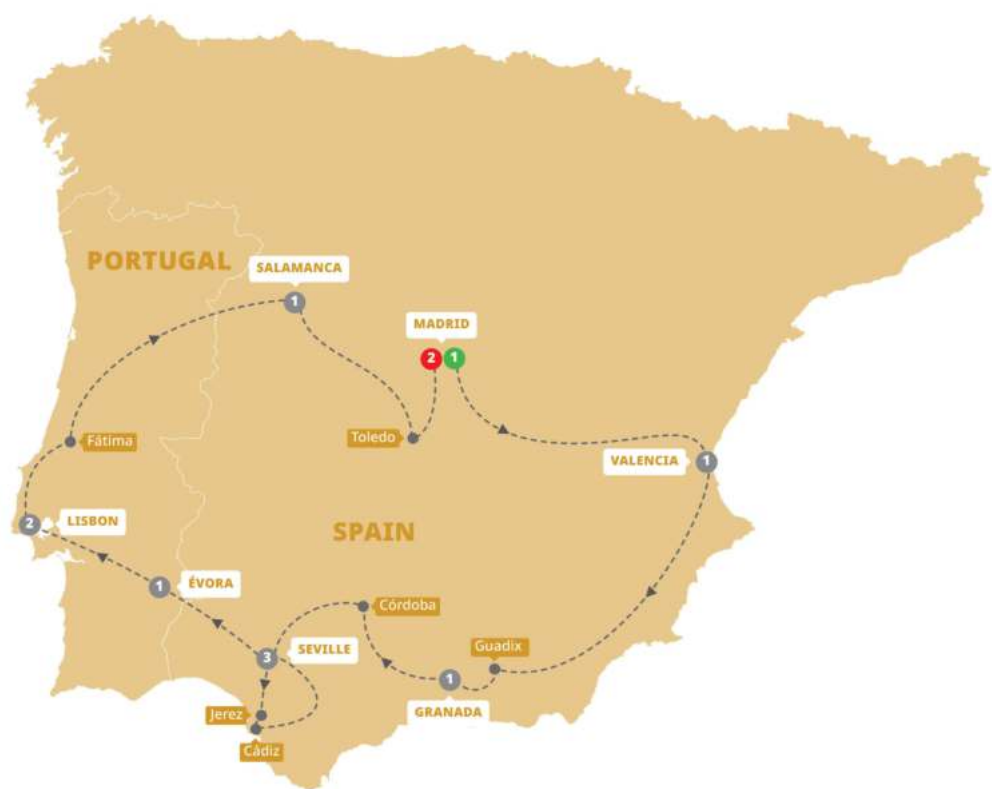 PORTUGAL
SALAMANCA
1
MADRID
2 1
Fátima
Toledo
VALENCIA
1
2
LISBON
SPAIN
1
ÉVORA
Córdoba
Guadix
3
SEVILLE
1
GRANADA
Jerez
Cádiz